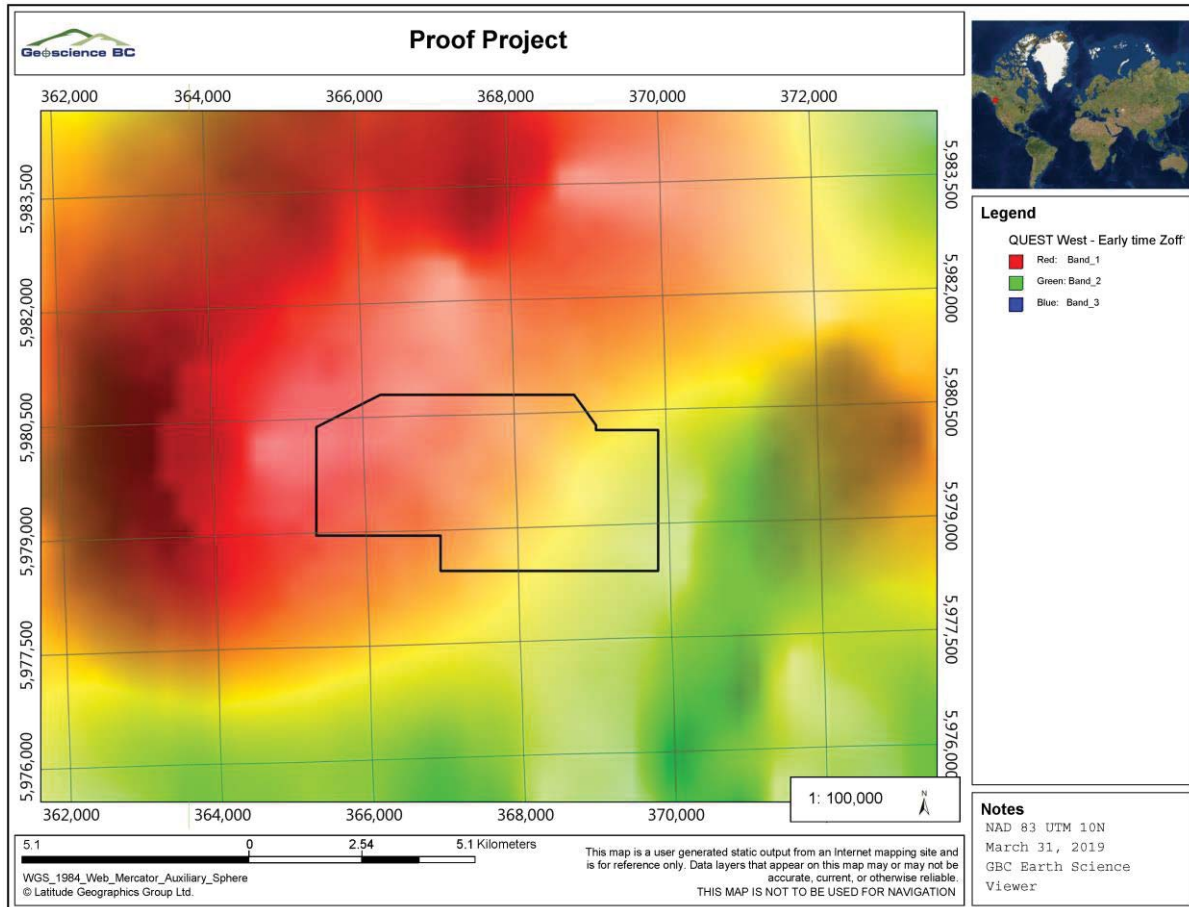 Geoscience BC
Proof Project
362,000 364,000 366,000 368,000 370,000 372,000
5,983,500
5,982,000
5,980,500
5,979,000
5,977,500
5,976,000
5,983,500
5,982,000
5,980,500
5,979,000
5,977,500
5,976,000
362,000 364,000 366,000 368,000 370,000
1: 100,000
N
Legend
QUEST West - Early time Zoff
Red: Band_1
Green: Band_2
Blue: Band_3
5.1 0 2.54 5.1 Kilometers
WGS_1984_Web_Mercator_Auxiliary_Sphere
© Latitude Geographics Group Ltd.
This map is a user generated static output from an Internet mapping site and
is for reference only. Data layers that appear on this map may or may not be
accurate, current, or otherwise reliable.
THIS MAP IS NOT TO BE USED FOR NAVIGATION
Notes
NAD 83 UTM 10N
March 31, 2019
GBC Earth Science
Viewer